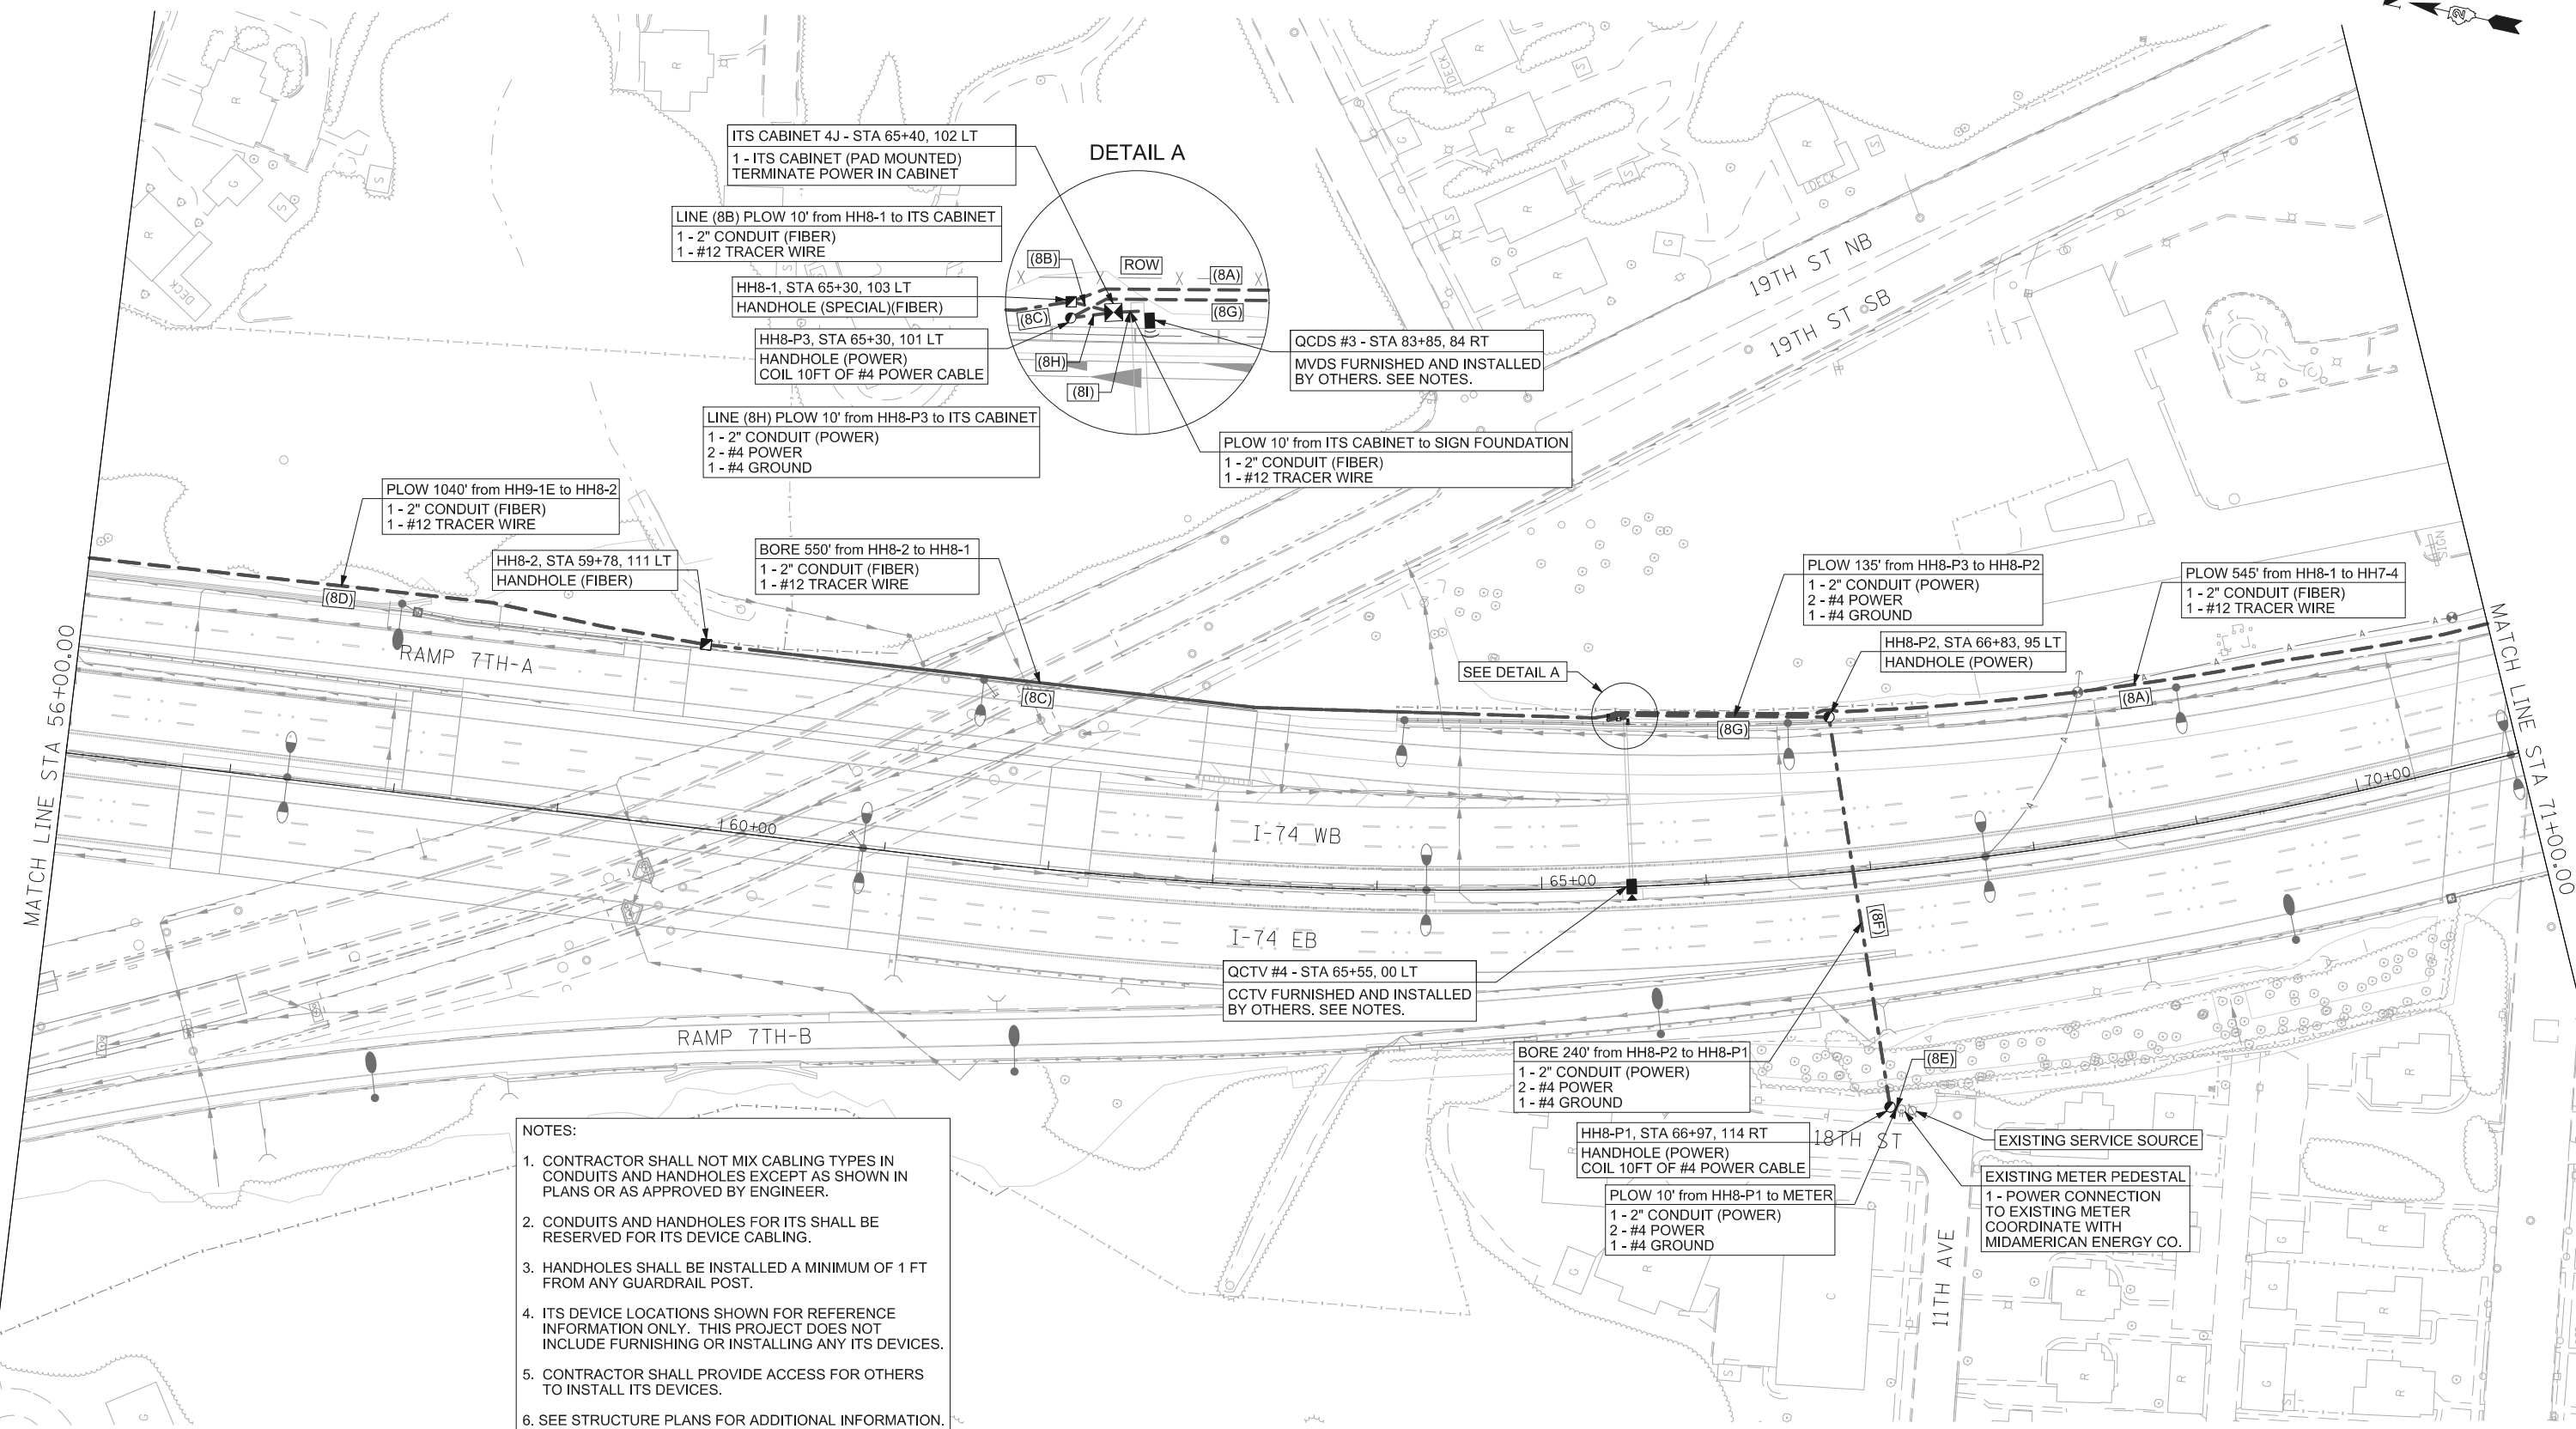 ITS CABINET 4J - STA 65+40, 102 LT
1 - ITS CABINET (PAD MOUNTED)
TERMINATE POWER IN CABINET
DETAIL A
LINE (8B) PLOW 10' from HH8-1 to ITS CABINET
1 - 2" CONDUIT (FIBER)
1 - #12 TRACER WIRE
HH8-1, STA 65+30, 103 LT
HANDHOLE (SPECIAL)(FIBER)
HH8-P3, STA 65+30, 101 LT
HANDHOLE (POWER)
COIL 10FT OF #4 POWER CABLE
LINE (8H) PLOW 10' from HH8-P3 to ITS CABINET
1 - 2" CONDUIT (POWER)
2 - #4 POWER
1 - #4 GROUND
(8B)
ROW
(8A)
(8C)
(8G)
(8H)
(8I)
QCDS #3 - STA 83+85, 84 RT
MVDS FURNISHED AND INSTALLED
BY OTHERS. SEE NOTES.
PLOW 10' from ITS CABINET to SIGN FOUNDATION
1 - 2" CONDUIT (FIBER)
1 - #12 TRACER WIRE
19TH ST NB
19TH ST SB
DECK
DECK
DECK
SIGN
PLOW 1040' from HH9-1E to HH8-2
1 - 2" CONDUIT (FIBER)
1 - #12 TRACER WIRE
(8D)
HH8-2, STA 59+78, 111 LT
HANDHOLE (FIBER)
BORE 550' from HH8-2 to HH8-1
1 - 2" CONDUIT (FIBER)
1 - #12 TRACER WIRE
(8C)
SEE DETAIL A
PLOW 135' from HH8-P3 to HH8-P2
1 - 2" CONDUIT (POWER)
2 - #4 POWER
1 - #4 GROUND
(8G)
HH8-P2, STA 66+83, 95 LT
HANDHOLE (POWER)
PLOW 545' from HH8-1 to HH7-4
1 - 2" CONDUIT (FIBER)
1 - #12 TRACER WIRE
(8A)
MATCH LINE STA 56+00.00
MATCH LINE STA 71+00.00
RAMP 7TH-A
60+00
65+00
70+00
I-74 WB
I-74 EB
RAMP 7TH-B
QCTV #4 - STA 65+55, 00 LT
CCTV FURNISHED AND INSTALLED
BY OTHERS. SEE NOTES.
(8F)
BORE 240' from HH8-P2 to HH8-P1
1 - 2" CONDUIT (POWER)
2 - #4 POWER
1 - #4 GROUND
(8E)
HH8-P1, STA 66+97, 114 RT
HANDHOLE (POWER)
COIL 10FT OF #4 POWER CABLE
18TH ST
EXISTING SERVICE SOURCE
PLOW 10' from HH8-P1 to METER
1 - 2" CONDUIT (POWER)
2 - #4 POWER
1 - #4 GROUND
EXISTING METER PEDESTAL
1 - POWER CONNECTION
TO EXISTING METER
COORDINATE WITH
MIDAMERICAN ENERGY CO.
11TH AVE
NOTES:
1. CONTRACTOR SHALL NOT MIX CABLING TYPES IN
CONDUITS AND HANDHOLES EXCEPT AS SHOWN IN
PLANS OR AS APPROVED BY ENGINEER.
2. CONDUITS AND HANDHOLES FOR ITS SHALL BE
RESERVED FOR ITS DEVICE CABLING.
3. HANDHOLES SHALL BE INSTALLED A MINIMUM OF 1 FT
FROM ANY GUARDRAIL POST.
4. ITS DEVICE LOCATIONS SHOWN FOR REFERENCE
INFORMATION ONLY. THIS PROJECT DOES NOT
INCLUDE FURNISHING OR INSTALLING ANY ITS DEVICES.
5. CONTRACTOR SHALL PROVIDE ACCESS FOR OTHERS
TO INSTALL ITS DEVICES.
6. SEE STRUCTURE PLANS FOR ADDITIONAL INFORMATION.